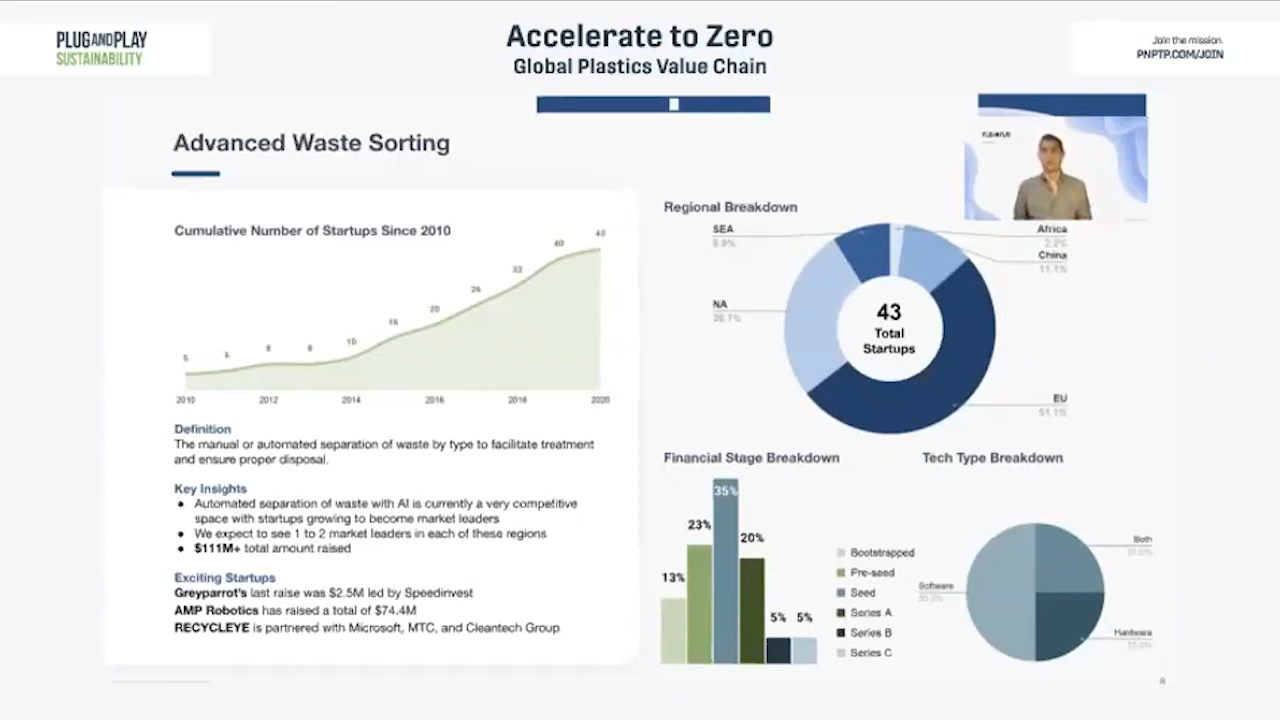 PLUGANDPLAY
SUSTAINABILITY
Accelerate to Zero
Global Plastics Value Chain
Join the mission.
PNPTP.COM/JOIN
Advanced Waste Sorting
Cumulative Number of Startups Since 2010
5
8
8
10
20
33
40
43
2010
2012
2014
2016
2018
2020
Definition
The manual or automated separation of waste by type to facilitate treatment
and ensure proper disposal.
Key Insights
● Automated separation of waste with AI is currently a very competitive
space with startups growing to become market leaders
● We expect to see 1 to 2 market leaders in each of these regions
● $111M+ total amount raised
Exciting Startups
Greyparrot's last raise was $2.5M led by Speedinvest
AMP Robotics has raised a total of $74.4M
RECYCLEYE is partnered with Microsoft, MTC, and Cleantech Group
Regional Breakdown
SEA
Africa
2.2%
China
11.1%
NA
43
Total
Startups
EU
51.1%
Financial Stage Breakdown
13%
23%
35%
20%
5%
5%
Bootstrapped
Pre-seed
Seed
Series A
Series B
Series C
Tech Type Breakdown
Both
Software
Hardware